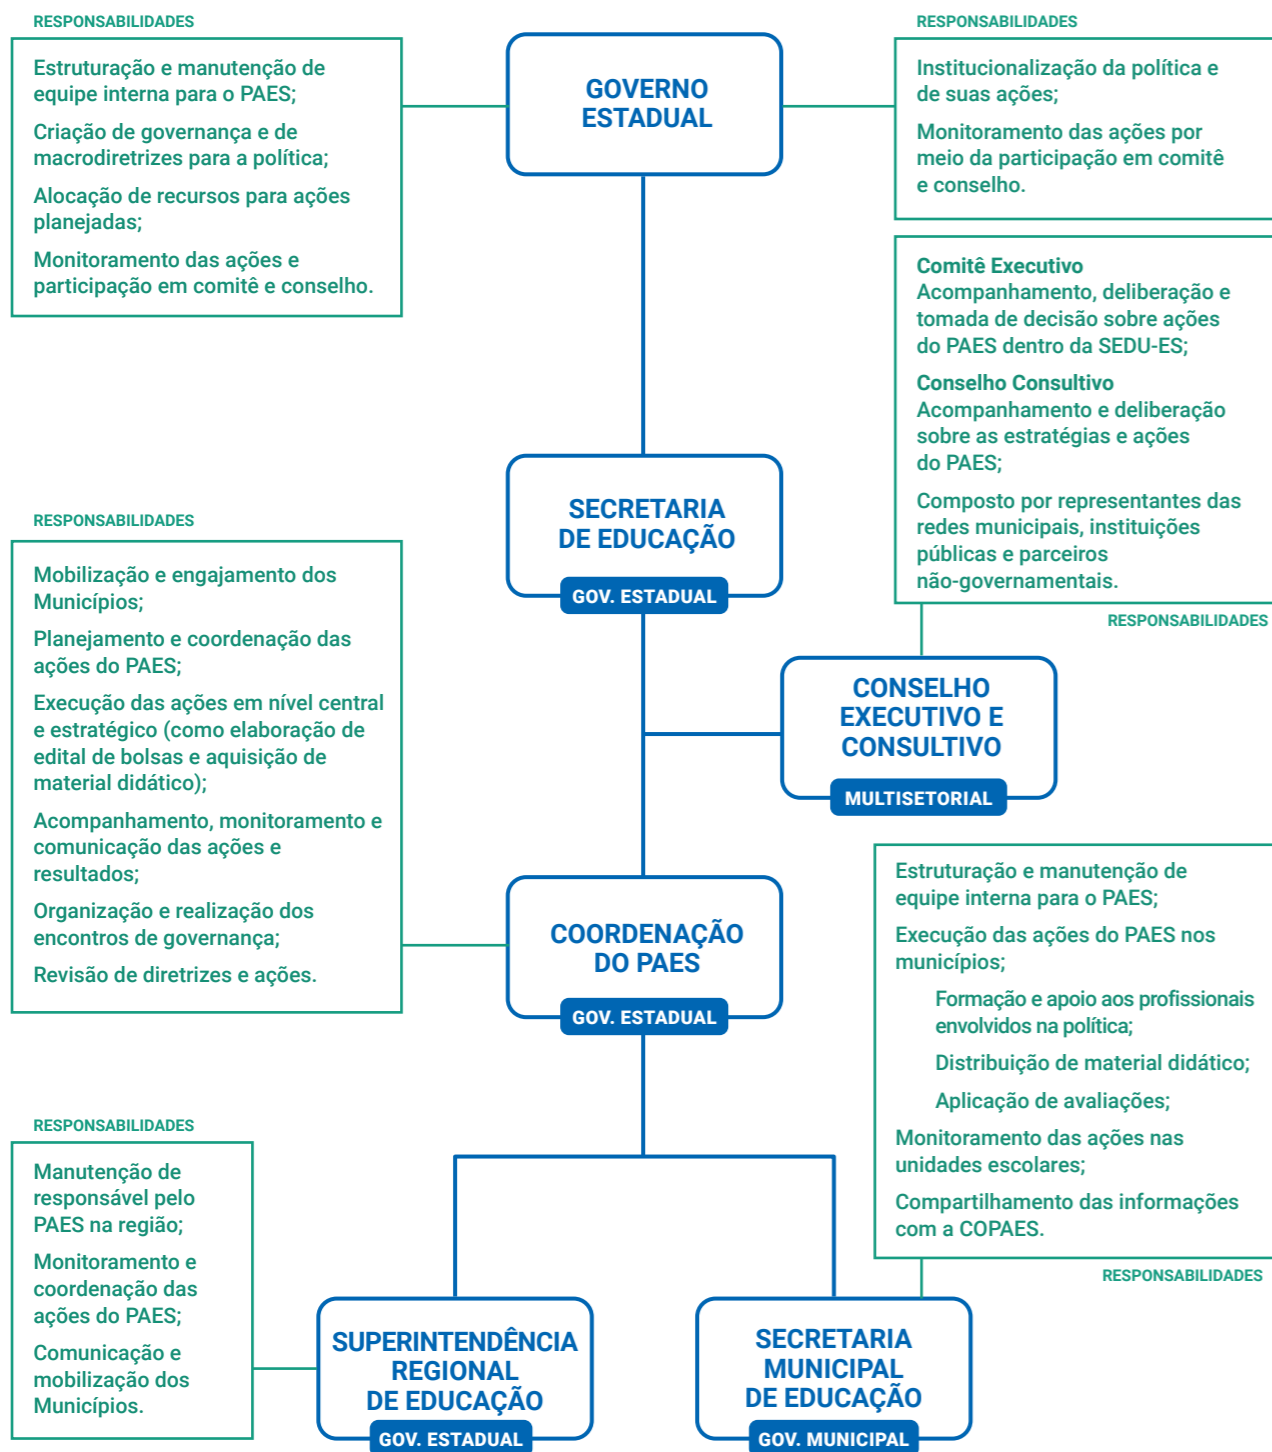 RESPONSABILIDADES
Estruturação e manutenção de
equipe interna para o PAES;
Criação de governança e de
macrodiretrizes para a política;
Alocação de recursos para ações
planejadas;
Monitoramento das ações e
participação em comitê e conselho.
GOVERNO
ESTADUAL
RESPONSABILIDADES
Institucionalização da política e
de suas ações;
Monitoramento das ações por
meio da participação em comitê
e conselho.
Comitê Executivo
Acompanhamento, deliberação e
tomada de decisão sobre ações
do PAES dentro da SEDU-ES;
Conselho Consultivo
Acompanhamento e deliberação
sobre as estratégias e ações
do PAES;
Composto por representantes das
redes municipais, instituições
públicas e parceiros
não-governamentais.
RESPONSABILIDADES
SECRETARIA
DE EDUCAÇÃO
GOV. ESTADUAL
CONSELHO
EXECUTIVO E
CONSULTIVO
MULTISETORIAL
RESPONSABILIDADES
Mobilização e engajamento dos
Municípios;
Planejamento e coordenação das
ações do PAES;
Execução das ações em nível central
e estratégico (como elaboração de
edital de bolsas e aquisição de
material didático);
Acompanhamento, monitoramento e
comunicação das ações e
resultados;
Organização e realização dos
encontros de governança;
Revisão de diretrizes e ações.
COORDENAÇÃO
DO PAES
GOV. ESTADUAL
Estruturação e manutenção de
equipe interna para o PAES;
Execução das ações do PAES nos
municípios;
Formação e apoio aos profissionais
envolvidos na política;
Distribuição de material didático;
Aplicação de avaliações;
Monitoramento das ações nas
unidades escolares;
Compartilhamento das informações
com a COPAES.
RESPONSABILIDADES
RESPONSABILIDADES
Manutenção de
responsável pelo
PAES na região;
Monitoramento e
coordenação das
ações do PAES;
Comunicação e
mobilização dos
Municípios.
SUPERINTENDÊNCIA
REGIONAL
DE EDUCAÇÃO
GOV. ESTADUAL
SECRETARIA
MUNICIPAL
DE EDUCAÇÃO
GOV. MUNICIPAL